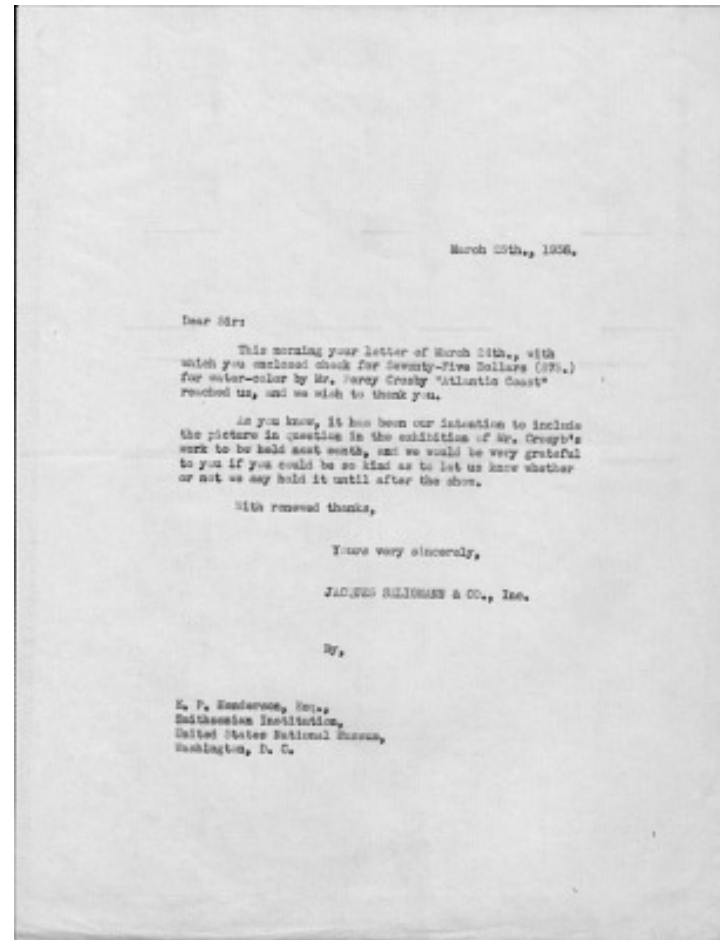 March 25th., 1936.
Dear Sir:
This morning your letter of March 24th., with
which you enclosed check for Seventy-Five Dollars ($75.)
for water-color by Mr. Percy Crosby "Atlantic Coast"
reached us, and we wish to thank you.
As you know, it has been our intention to include
the picture in question in the exhibition of Mr. Crosyb's
work to be held next month, and we would be very grateful
to you if you could be so kind as to let us know whether
or not we may hold it until after the show.
With renewed thanks,
Yours very sincerely,
JACQUES SELIGMANN & CO., Inc.
By,
E. P. Henderson, Esq.,
Smithsonian Institution,
United States National Museum,
Washington, D. C.